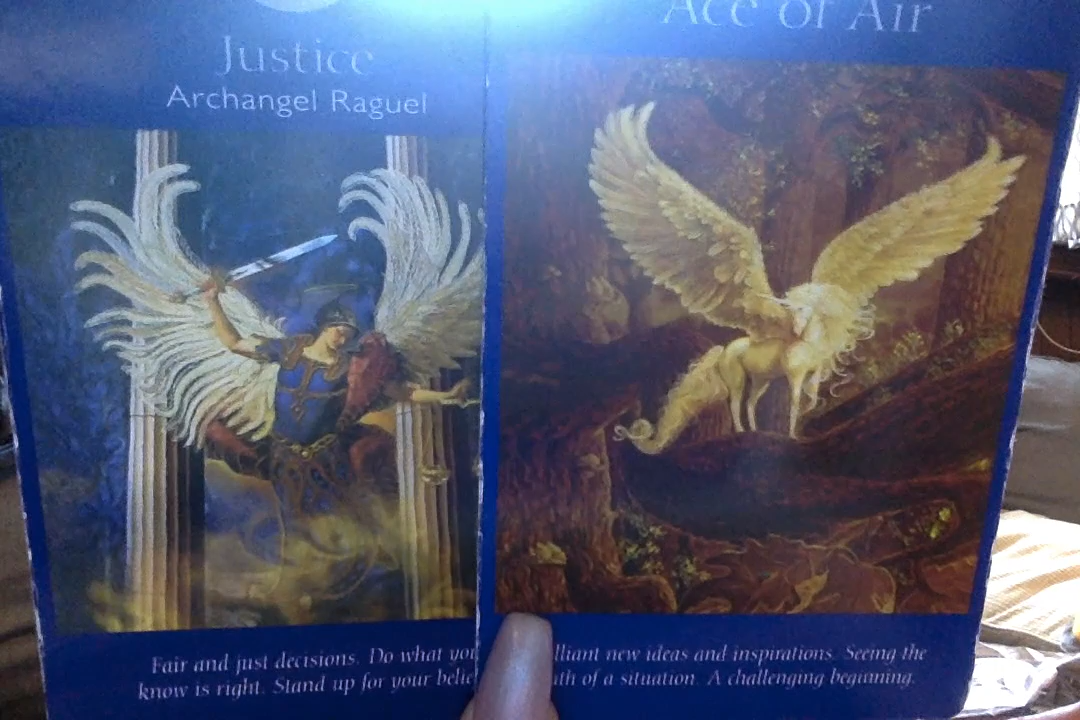 Justice
Archangel Raguel
Fair and just decisions. Do what you
know is right. Stand up for your belie
Ace of Air
lliant new ideas and inspirations. Seeing the
th of a situation. A challenging beginning.